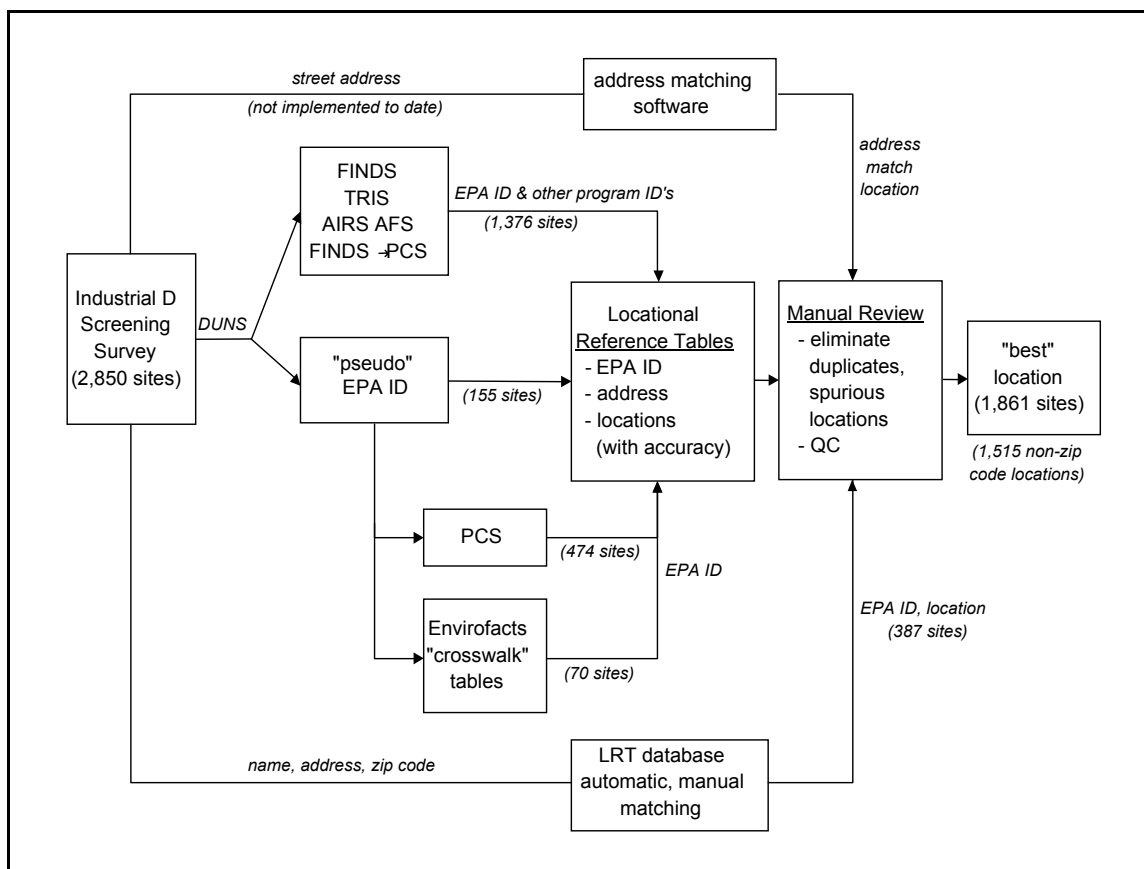 street address
(not implemented to date)
address matching
software
address
match
location
FINDS
TRIS
AIRS AFS
FINDS →PCS
EPA ID & other program ID's
(1,376 sites)
Industrial D
Screening
Survey
(2,850 sites)
DUNS
"pseudo"
EPA ID
(155 sites)
Locational
Reference Tables
- EPA ID
- address
- locations
(with accuracy)
Manual Review
- eliminate
duplicates,
spurious
locations
- QC
"best"
location
(1,861 sites)
(1,515 non-zip
code locations)
PCS
(474 sites)
EPA ID
Envirofacts
"crosswalk"
tables
(70 sites)
EPA ID, location
(387 sites)
name, address, zip code
LRT database
automatic, manual
matching